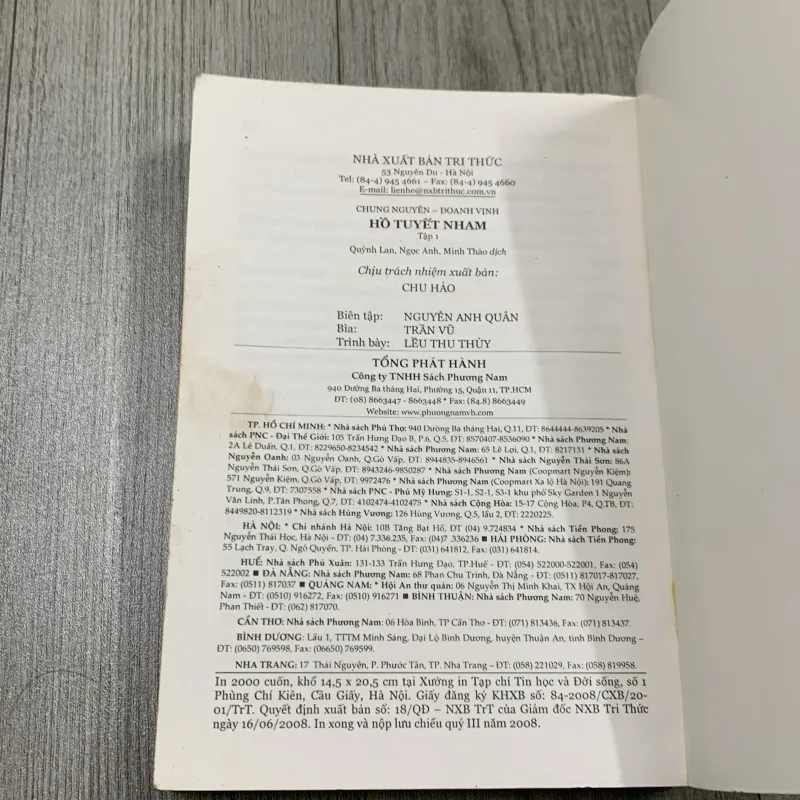 NHÀ XUẤT BẢN TRI THỨC
53 Nguyễn Du - Hà Nội
Tel: (84-4) 945 4661 – Fax: (84-4) 945 4660
E-mail: lienhe@nxbtrithuc.com.vn
CHUNG NGUYÊN – DOANH VỊNH
HỒ TUYẾT NHAM
Tập 1
Quỳnh Lan, Ngọc Anh, Minh Thảo dịch
Chịu trách nhiệm xuất bản:
CHU HẢO
Biên tập: NGUYỄN ANH QUÂN
Bìa: TRẦN VŨ
Trình bày: LỀU THU THỦY
TỔNG PHÁT HÀNH
Công ty TNHH Sách Phương Nam
940 Đường Ba tháng Hai, Phường 15, Quận 11, TP.HCM
ĐT: (08) 8663447 - 8663448 * Fax: (84.8) 8663449
Website: www.phuongnamvh.com
TP. HỒ CHÍ MINH: * Nhà sách Phú Thọ: 940 Đường Ba tháng Hai, Q.11, ĐT: 8644444-8639205 * Nhà
sách PNC - Đại Thế Giới: 105 Trần Hưng Đạo B, P.6, Q.5, ĐT: 8570407-8536090 * Nhà sách Phương Nam:
2A Lê Duẩn, Q.1, ĐT: 8229650-8234542 * Nhà sách Phương Nam: 65 Lê Lợi, Q.1, ĐT: 8217131 * Nhà sách
Nguyễn Oanh: 03 Nguyễn Oanh, Q.Gò Vấp, ĐT: 8944835-8946561 * Nhà sách Nguyễn Thái Sơn: 86A
Nguyễn Thái Sơn, Q.Gò Vấp, ĐT: 8943246-9850287 * Nhà sách Phương Nam (Coopmart Nguyễn Kiệm):
571 Nguyễn Kiệm, Q.Gò Vấp, ĐT: 9972476 * Nhà sách Phương Nam (Coopmart Xa lộ Hà Nội): 191 Quang
Trung, Q.9, ĐT: 7307558 * Nhà sách PNC - Phú Mỹ Hưng: S1-1, S2-1, S3-1 khu phố Sky Garden 1 Nguyễn
Văn Linh, P.Tân Phong, Q.7, ĐT: 4102474-4102475 * Nhà sách Cộng Hòa: 15-17 Cộng Hòa, P4, Q.TB, ĐT:
8449820-8112319 * Nhà sách Hùng Vương: 126 Hùng Vương, Q.5, lầu 2, ĐT: 2220225.
HÀ NỘI: * Chi nhánh Hà Nội: 10B Tăng Bạt Hổ, ĐT (04) 9.724834 * Nhà sách Tiền Phong: 175
Nguyễn Thái Học, Hà Nội - ĐT: (04) 7.336.235, Fax: (04)7 .336236 ■ HẢI PHÒNG: Nhà sách Tiền Phong:
55 Lạch Tray, Q. Ngô Quyền, TP. Hải Phòng - ĐT: (031) 641812, Fax: (031) 641814.
HUẾ: Nhà sách Phú Xuân: 131-133 Trần Hưng Đạo, TP.Huế - ĐT: (054) 522000-522001, Fax: (054)
522002 ■ ĐÀ NẴNG: Nhà sách Phương Nam: 68 Phan Chu Trinh, Đà Nẵng - ĐT: (0511) 817017-817027,
Fax: (0511) 817037 ■ QUẢNG NAM: * Hội An thư quán: 06 Nguyễn Thị Minh Khai, TX Hội An, Quảng
Nam - ĐT: (0510) 916272, Fax: (0510) 916271 ■ BÌNH THUẬN: Nhà sách Phương Nam: 70 Nguyễn Huệ,
Phan Thiết - ĐT: (062) 817070.
CẦN THƠ: Nhà sách Phương Nam: 06 Hòa Bình, TP Cần Thơ - ĐT: (071) 813436, Fax: (071) 813437.
BÌNH DƯƠNG: Lầu 1, TTTM Minh Sáng, Đại Lộ Bình Dương, huyện Thuận An, tỉnh Bình Dương –
ĐT: (0650) 769598, Fax: (06650) 769599.
NHA TRANG: 17 Thái Nguyên, P. Phước Tân, TP. Nha Trang – ĐT: (058) 221029, Fax: (058) 819958.
In 2000 cuốn, khổ 14,5 x 20,5 cm tại Xưởng in Tạp chí Tin học và Đời sống, số 1
Phùng Chí Kiên, Cầu Giấy, Hà Nội. Giấy đăng ký KHXB số: 84-2008/CXB/20-
01/TrT. Quyết định xuất bản số: 18/QĐ – NXB TrT của Giám đốc NXB Tri Thức
ngày 16/06/2008. In xong và nộp lưu chiểu quý III năm 2008.